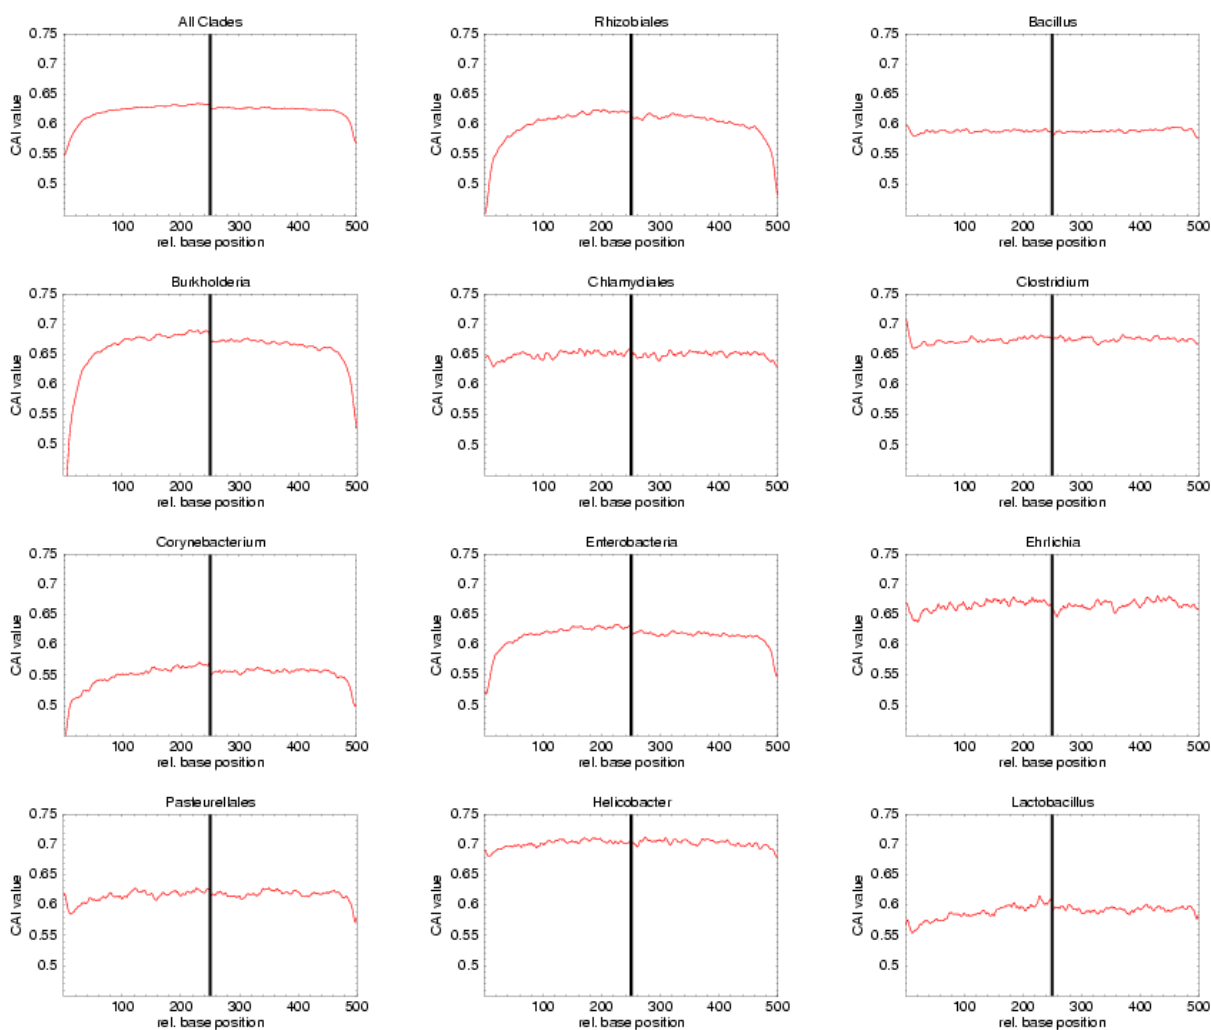 All Clades
0.75
0.7
0.65
0.6
0.55
0.5
CAI value
100 200 300 400 500
rel. base position
Rhizobiales
0.75
0.7
0.65
0.6
0.55
0.5
CAI value
100 200 300 400 500
rel. base position
Bacillus
0.75
0.7
0.65
0.6
0.55
0.5
CAI value
100 200 300 400 500
rel. base position
Burkholderia
0.75
0.7
0.65
0.6
0.55
0.5
CAI value
100 200 300 400 500
rel. base position
Chlamydiales
0.75
0.7
0.65
0.6
0.55
0.5
CAI value
100 200 300 400 500
rel. base position
Clostridium
0.75
0.7
0.65
0.6
0.55
0.5
CAI value
100 200 300 400 500
rel. base position
Corynebacterium
0.75
0.7
0.65
0.6
0.55
0.5
CAI value
100 200 300 400 500
rel. base position
Enterobacteria
0.75
0.7
0.65
0.6
0.55
0.5
CAI value
100 200 300 400 500
rel. base position
Ehrlichia
0.75
0.7
0.65
0.6
0.55
0.5
CAI value
100 200 300 400 500
rel. base position
Pasteurellales
0.75
0.7
0.65
0.6
0.55
0.5
CAI value
100 200 300 400 500
rel. base position
Helicobacter
0.75
0.7
0.65
0.6
0.55
0.5
CAI value
100 200 300 400 500
rel. base position
Lactobacillus
0.75
0.7
0.65
0.6
0.55
0.5
CAI value
100 200 300 400 500
rel. base position